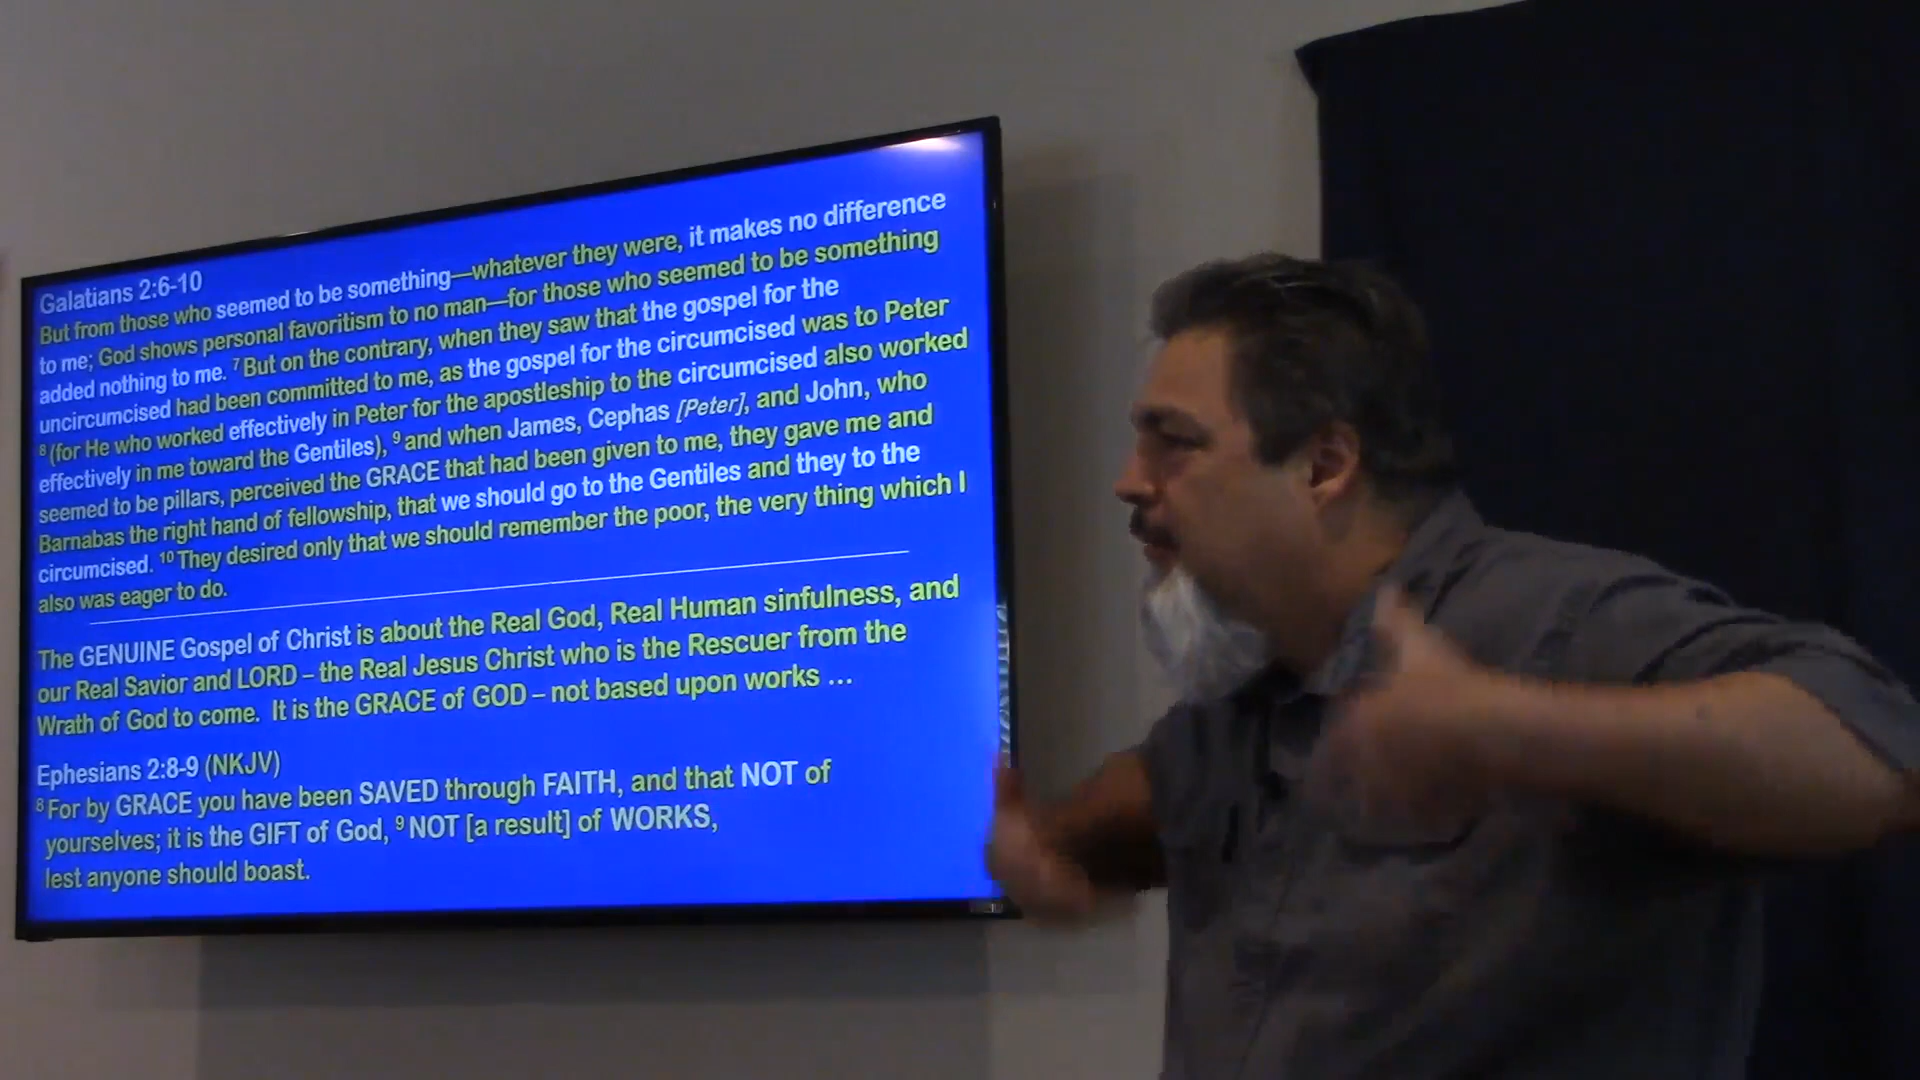 Galatians 2:6-10
But from those who seemed to be something—whatever they were, it makes no difference
to me; God shows personal favoritism to no man—for those who seemed to be something
added nothing to me. 7 But on the contrary, when they saw that the gospel for the
uncircumcised had been committed to me, as the gospel for the circumcised was to Peter
8 (for He who worked effectively in Peter for the apostleship to the circumcised also worked
effectively in me toward the Gentiles), 9 and when James, Cephas [Peter], and John, who
seemed to be pillars, perceived the GRACE that had been given to me, they gave me and
Barnabas the right hand of fellowship, that we should go to the Gentiles and they to the
circumcised. 10 They desired only that we should remember the poor, the very thing which I
also was eager to do.
The GENUINE Gospel of Christ is about the Real God, Real Human sinfulness, and
our Real Savior and LORD – the Real Jesus Christ who is the Rescuer from the
Wrath of God to come. It is the GRACE of GOD – not based upon works ...
Ephesians 2:8-9 (NKJV)
8 For by GRACE you have been SAVED through FAITH, and that NOT of
yourselves; it is the GIFT of God, 9 NOT [a result] of WORKS,
lest anyone should boast.